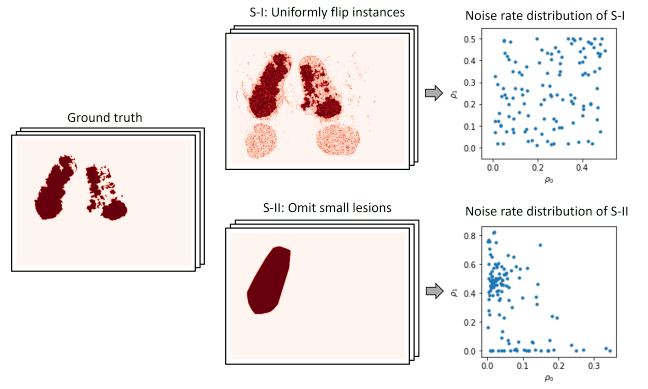 S-I: Uniformly flip instances
Noise rate distribution of S-I
0.5
0.4
0.3
0.2
0.1
0.0
ρ₁
0.0 0.2 0.4
ρ₀
Ground truth
S-II: Omit small lesions
Noise rate distribution of S-II
0.8
0.6
0.4
0.2
0.0
ρ₁
0.0 0.1 0.2 0.3
ρ₀